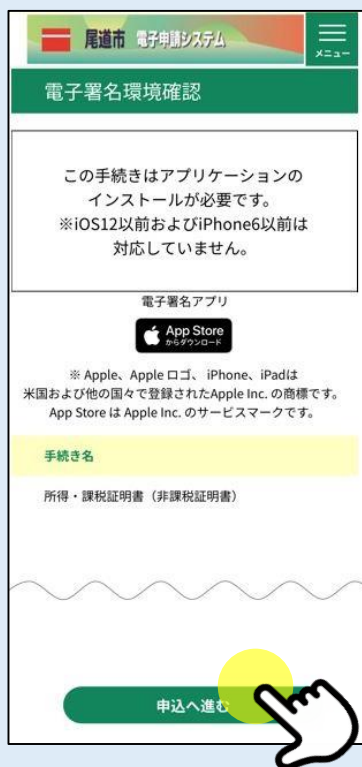 尾道市 電子申請システム
メニュー
電子署名環境確認
この手続きはアプリケーションの
インストールが必要です。
※iOS12以前およびiPhone6以前は
対応していません。
電子署名アプリ
App Store
からダウンロード
※ Apple、Apple ロゴ、 iPhone、iPadは
米国および他の国々で登録されたApple Inc. の商標です。
App Store は Apple Inc. のサービスマークです。
手続き名
所得・課税証明書（非課税証明書）
申込へ進む